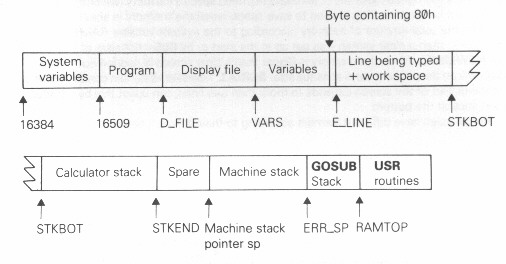 Byte containing 80h
System variables
Program
Display file
Variables
Line being typed + work space
16384
16509
D_FILE
VARS
E_LINE
STKBOT
Calculator stack
Spare
Machine stack
GOSUB Stack
USR routines
STKBOT
STKEND
Machine stack pointer sp
ERR_SP
RAMTOP